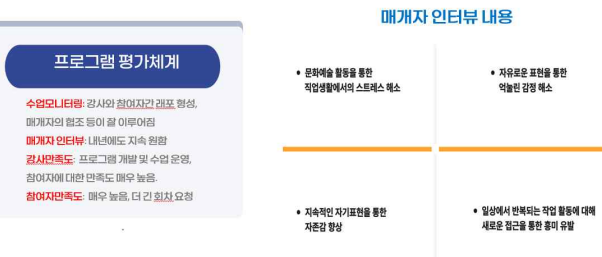 프로그램 평가체계
수업모니터링: 강사와 참여자간 래포 형성,
매개자의 협조 등이 잘 이루어짐
매개자 인터뷰: 내년에도 지속 원함
강사만족도: 프로그램 개발 및 수업 운영,
참여자에 대한 만족도 매우 높음.
참여자만족도: 매우 높음, 더 긴 회차 요청
매개자 인터뷰 내용
• 문화예술 활동을 통한
직업생활에서의 스트레스 해소
• 자유로운 표현을 통한
억눌린 감정 해소
• 지속적인 자기표현을 통한
자존감 향상
• 일상에서 반복되는 작업 활동에 대해
새로운 접근을 통한 흥미 유발